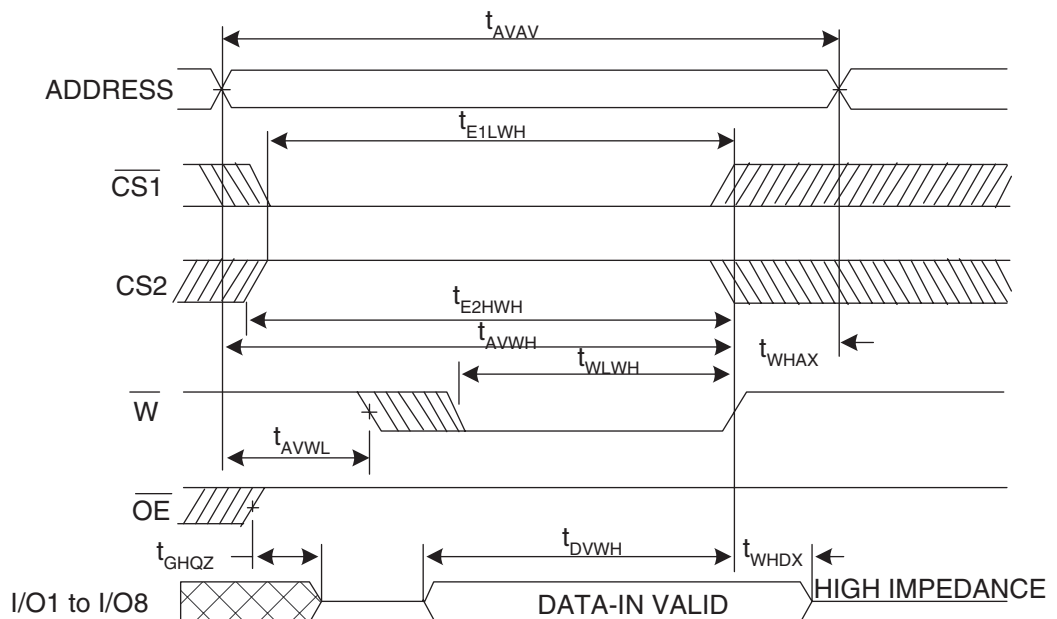 tAVAV
ADDRESS
tE1LWH
CS1
CS2
tE2HWH
tAVWH
tWLWH
tWHAX
W
tAVWL
OE
tGHQZ
tDVWH
tWHDX
I/O1 to I/O8
DATA-IN VALID
HIGH IMPEDANCE